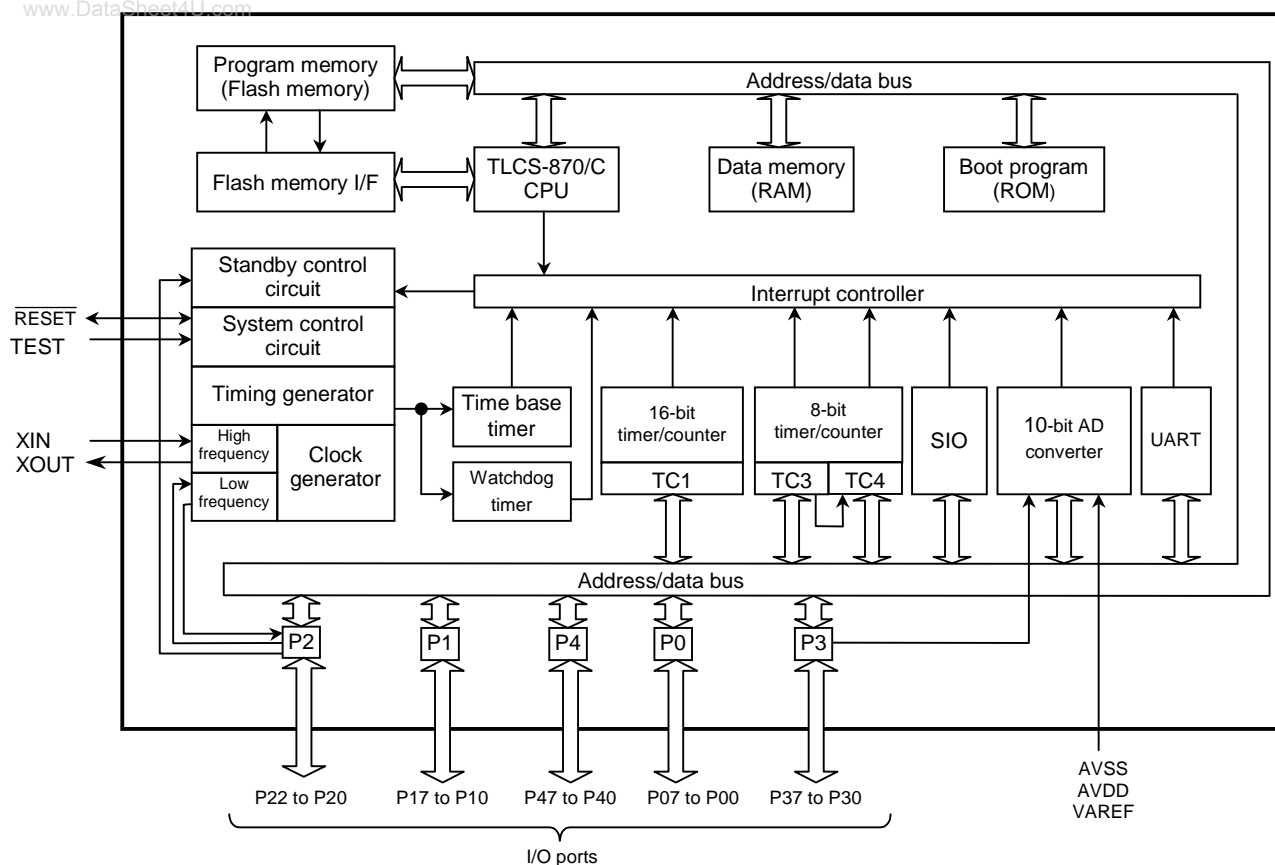 www.DataSheet4U.com
Program memory
(Flash memory)
Address/data bus
Flash memory I/F
TLCS-870/C
CPU
Data memory
(RAM)
Boot program
(ROM)
Standby control
circuit
Interrupt controller
RESET
TEST
System control
circuit
Timing generator
Time base
timer
16-bit
timer/counter
8-bit
timer/counter
SIO
10-bit AD
converter
UART
XIN
XOUT
High
frequency
Clock
generator
Low
frequency
Watchdog
timer
TC1
TC3
TC4
Address/data bus
P2
P1
P4
P0
P3
P22 to P20
P17 to P10
P47 to P40
P07 to P00
P37 to P30
AVSS
AVDD
VAREF
I/O ports